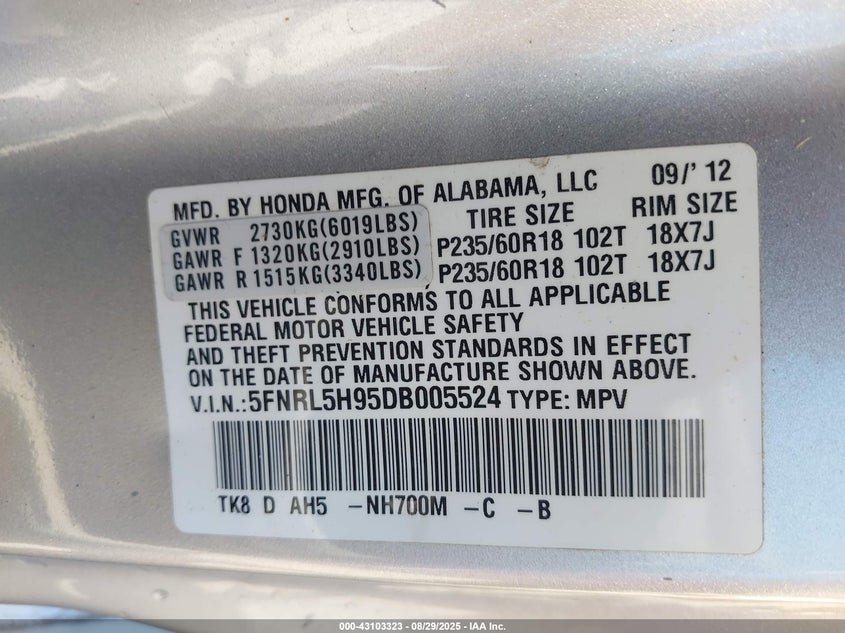 MFD. BY HONDA MFG. OF ALABAMA, LLC 09/' 12
GVWR 2730KG(6019LBS) TIRE SIZE RIM SIZE
GAWR F 1320KG(2910LBS) P235/60R18 102T 18X7J
GAWR R 1515KG(3340LBS) P235/60R18 102T 18X7J
THIS VEHICLE CONFORMS TO ALL APPLICABLE
FEDERAL MOTOR VEHICLE SAFETY
AND THEFT PREVENTION STANDARDS IN EFFECT
ON THE DATE OF MANUFACTURE SHOWN ABOVE.
V.I.N.:5FNRL5H95DB005524 TYPE: MPV
TK8 D AH5 -NH700M -C -B
000-43103323 - 08/29/2025 - IAA Inc.